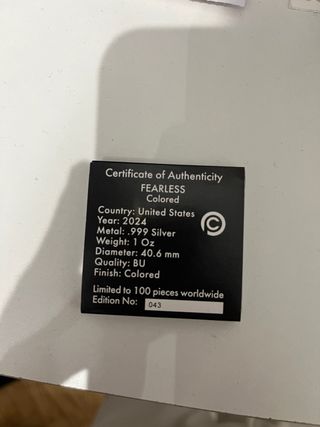 Certificate of Authenticity
FEARLESS
Colored
Country: United States
Year: 2024
Metal: .999 Silver
Weight: 1 Oz
Diameter: 40.6 mm
Quality: BU
Finish: Colored
Limited to 100 pieces worldwide
Edition No: 043